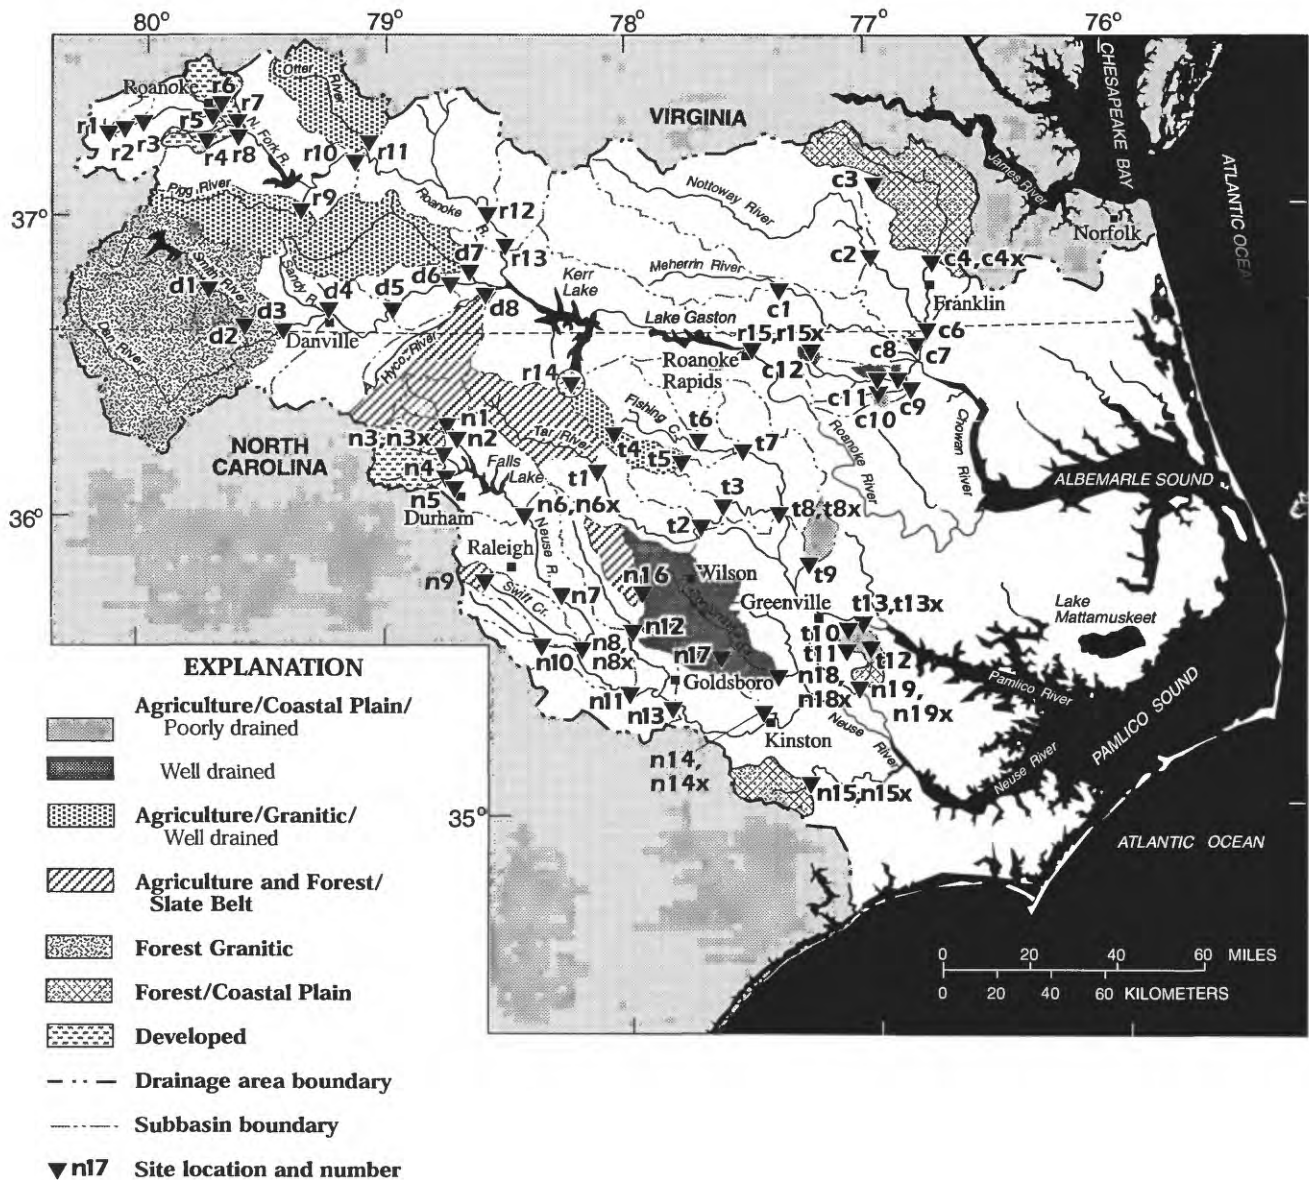 80° 79° 78° 77° 76°
37°
36°
35°
VIRGINIA
NORTH
CAROLINA
CHESAPEAKE BAY
ATLANTIC OCEAN
James River
Norfolk
Roanoke
r6
r7
r5
r1
r2
r3
r4
r8
N. Fork R.
Otter
River
r10
r11
Pigg River
r9
Roanoke
R.
r12
r13
Nottoway River
c3
c2
c4, c4x
Franklin
Meherrin River
c1
Kerr
Lake
Lake Gaston
r15, r15x
Roanoke
Rapids
c12
c8
c6
c7
c11
c10
c9
Chowan River
Roanoke
River
d1
Smith River
d2
d3
Sandy R.
d4
d5
d6
d7
d8
Dan River
Danville
Hyco River
r14
n1
n2
n3, n3x
n4
n5
Durham
Falls
Lake
Tar River
Fishing C.
t4
t5
t6
t7
t1
t3
t2
t8, t8x
t9
n6, n6x
Neuse R.
Raleigh
n9
Swift Cr.
n7
n16
Wilson
n12
n17
n8,
n8x
n10
Goldsboro
n11
n13
Greenville
t13, t13x
t10
t11
t12
n18,
n18x
n19,
n19x
Kinston
n14,
n14x
Neuse
River
n15, n15x
ALBEMARLE SOUND
Lake
Mattamuskeet
Pamlico River
Neuse River
PAMLICO SOUND
ATLANTIC OCEAN
0 20 40 60 MILES
0 20 40 60 KILOMETERS
EXPLANATION
Agriculture/Coastal Plain/
Poorly drained
Well drained
Agriculture/Granitic/
Well drained
Agriculture and Forest/
Slate Belt
Forest Granitic
Forest/Coastal Plain
Developed
Drainage area boundary
Subbasin boundary
n17 Site location and number